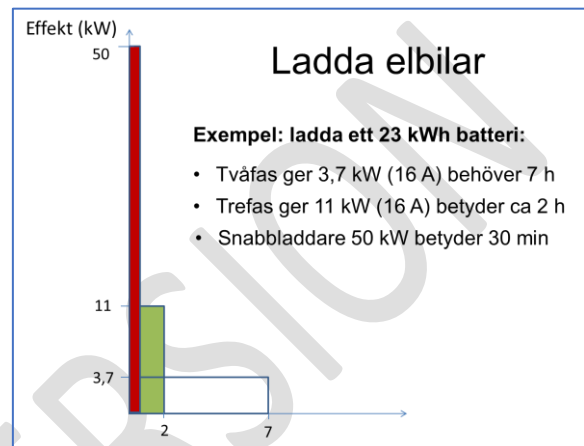 Effekt (kW)
50
Ladda elbilar
Exempel: ladda ett 23 kWh batteri:
• Tvåfas ger 3,7 kW (16 A) behöver 7 h
• Trefas ger 11 kW (16 A) betyder ca 2 h
• Snabbladdare 50 kW betyder 30 min
11
3,7
2
7
ERSION